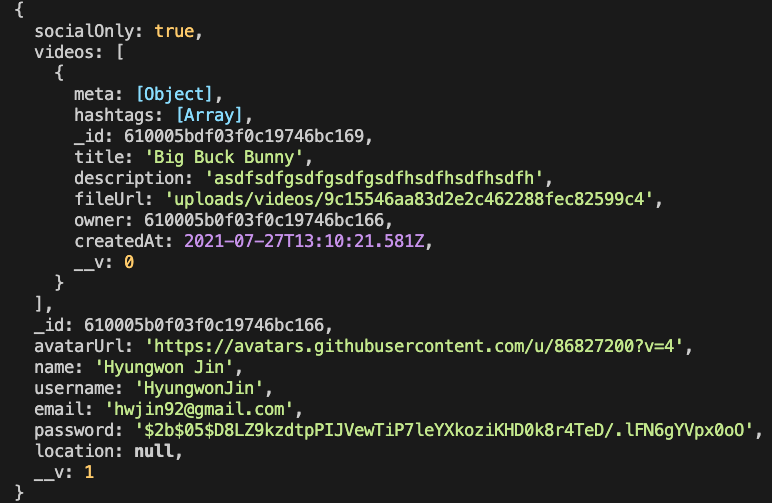 {
  socialOnly: true,
  videos: [
    {
      meta: [Object],
      hashtags: [Array],
      _id: 610005bdf03f0c19746bc169,
      title: 'Big Buck Bunny',
      description: 'asdfsdfgsdfgsdfgsdfhsdfhsdfhsdfh',
      fileUrl: 'uploads/videos/9c15546aa83d2e2c462288fec82599c4',
      owner: 610005b0f03f0c19746bc166,
      createdAt: 2021-07-27T13:10:21.581Z,
      __v: 0
    }
  ],
  _id: 610005b0f03f0c19746bc166,
  avatarUrl: 'https://avatars.githubusercontent.com/u/86827200?v=4',
  name: 'Hyungwon Jin',
  username: 'HyungwonJin',
  email: 'hwjin92@gmail.com',
  password: '$2b$05$D8LZ9kzdtpPIJVewTiP7leYXkoziKHD0k8r4TeD/.lFN6gYVpx0oO',
  location: null,
  __v: 1
}